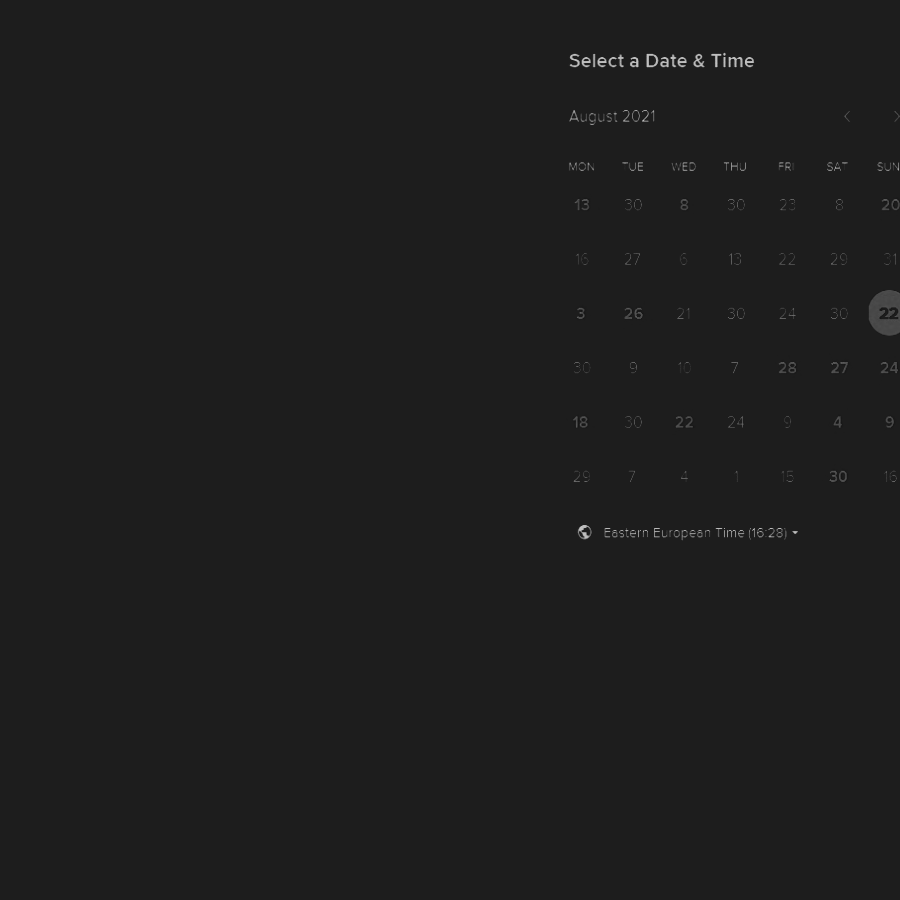 Select a Date & Time
August 2021
MON TUE WED THU FRI SAT SUN
13 30 8 30 23 8 20
16 27 6 13 22 29 31
3 26 21 30 24 30 22
30 9 10 7 28 27 24
18 30 22 24 9 4 9
29 7 4 1 15 30 16
Eastern European Time (16:28)